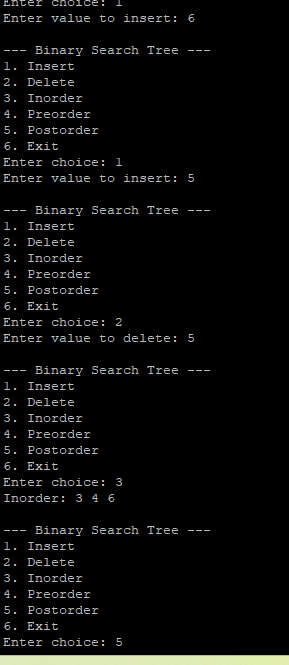 Enter choice: 1
Enter value to insert: 6
--- Binary Search Tree ---
1. Insert
2. Delete
3. Inorder
4. Preorder
5. Postorder
6. Exit
Enter choice: 1
Enter value to insert: 5
--- Binary Search Tree ---
1. Insert
2. Delete
3. Inorder
4. Preorder
5. Postorder
6. Exit
Enter choice: 2
Enter value to delete: 5
--- Binary Search Tree ---
1. Insert
2. Delete
3. Inorder
4. Preorder
5. Postorder
6. Exit
Enter choice: 3
Inorder: 3 4 6
--- Binary Search Tree ---
1. Insert
2. Delete
3. Inorder
4. Preorder
5. Postorder
6. Exit
Enter choice: 5